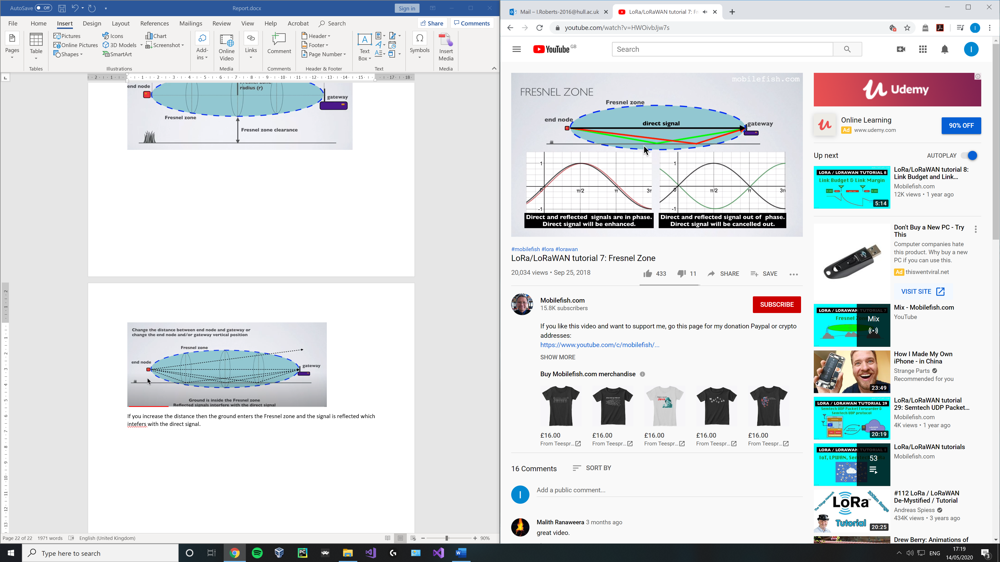 AutoSave Off
Report.docx
Sign in
File Home Insert Design Layout References Mailings Review View Help Acrobat Search
Share Comments
Pages
Table
Tables
Pictures
Online Pictures
Shapes
Icons
3D Models
SmartArt
Chart
Screenshot
Illustrations
Add-
ins
Online
Video
Media
Links
Comment
Comments
Header
Footer
Page Number
Header & Footer
Text
Box
Text
Symbols
Insert
Media
Media
end node
radius (r)
gateway
Fresnel zone
Fresnel zone clearance
Change the distance between end node and gateway or
change the end node and/or gateway vertical position
Fresnel zone
end node
gateway
Ground is inside the Fresnel zone
Reflected signals interfere with the direct signal
If you increase the distance then the ground enters the Fresnel zone and the signal is reflected which
intefers with the direct signal.
Page 22 of 22 1971 words English (United Kingdom)
90%
Mail – I.Roberts-2016@hull.ac.uk
LoRa/LoRaWAN tutorial 7: Fr
youtube.com/watch?v=HWOivbJjw7s
YouTube GB
Search
mobilefish.com
FRESNEL ZONE
Fresnel zone
end node
direct signal
gateway
1
0 π/2 π
-1
1
0 π/2 π
-1
Direct and reflected signals are in phase.
Direct signal will be enhanced.
Direct and reflected signal out of phase.
Direct signal will be cancelled out.
#mobilefish #lora #lorawan
LoRa/LoRaWAN tutorial 7: Fresnel Zone
20,034 views • Sep 25, 2018
433 11 SHARE SAVE
Mobilefish.com
15.8K subscribers
SUBSCRIBE
If you like this video and want to support me, go this page for my donation Paypal or crypto
addresses:
https://www.youtube.com/c/mobilefish/...
SHOW MORE
Buy Mobilefish.com merchandise
£16.00 £16.00 £16.00 £16.00 £16.00
From Teespr... From Teespr... From Teespr... From Teespr... From Teespr...
16 Comments SORT BY
Add a public comment...
Malith Ranaweera 3 months ago
great video.
Udemy
Online Learning
Ad www.udemy.com
90% OFF
Up next
AUTOPLAY
LORA / LORAWAN TUTORIAL 8
Link Budget & Link Margin
5:14
LoRa/LoRaWAN tutorial 8:
Link Budget and Link...
Mobilefish.com
12K views • 1 year ago
Don't Buy a New PC - Try
This
Computer companies hate
this product. Why buy a new
PC if you can use this.
Ad thiswentviral.net
VISIT SITE
LORA / LORAWAN TUTORIAL 7
Fresnel Zone
Mix
Mix - Mobilefish.com
YouTube
23:49
How I Made My Own
iPhone - in China
Strange Parts
Recommended for you
LORA / LORAWAN TUTORIAL 29
Semtech UDP Packet Forwarder &
Semtech UDP protocol
20:19
LoRa/LoRaWAN tutorial
29: Semtech UDP Packet...
Mobilefish.com
4K views • 1 year ago
LORA / LORAWAN TUTORIAL 1
IoT, LPWAN, Semtech
53
LoRa/LoRaWAN tutorials
Mobilefish.com
The Things Network
LoRa
Tutorial
20:25
#112 LoRa / LoRaWAN
De-Mystified / Tutorial
Andreas Spiess
434K views • 3 years ago
Drew Berry: Animations of
Type here to search
ENG
17:19
14/05/2020
3